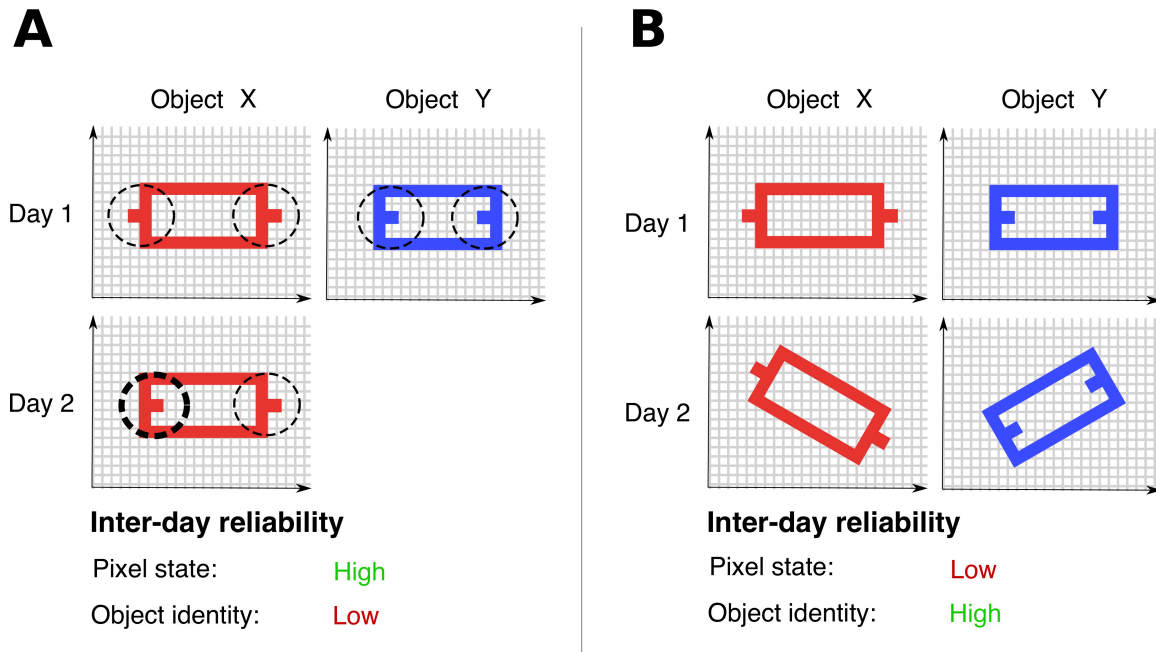 A
Object X
Object Y
Day 1
Day 2
Inter-day reliability
Pixel state: High
Object identity: Low
B
Object X
Object Y
Day 1
Day 2
Inter-day reliability
Pixel state: Low
Object identity: High